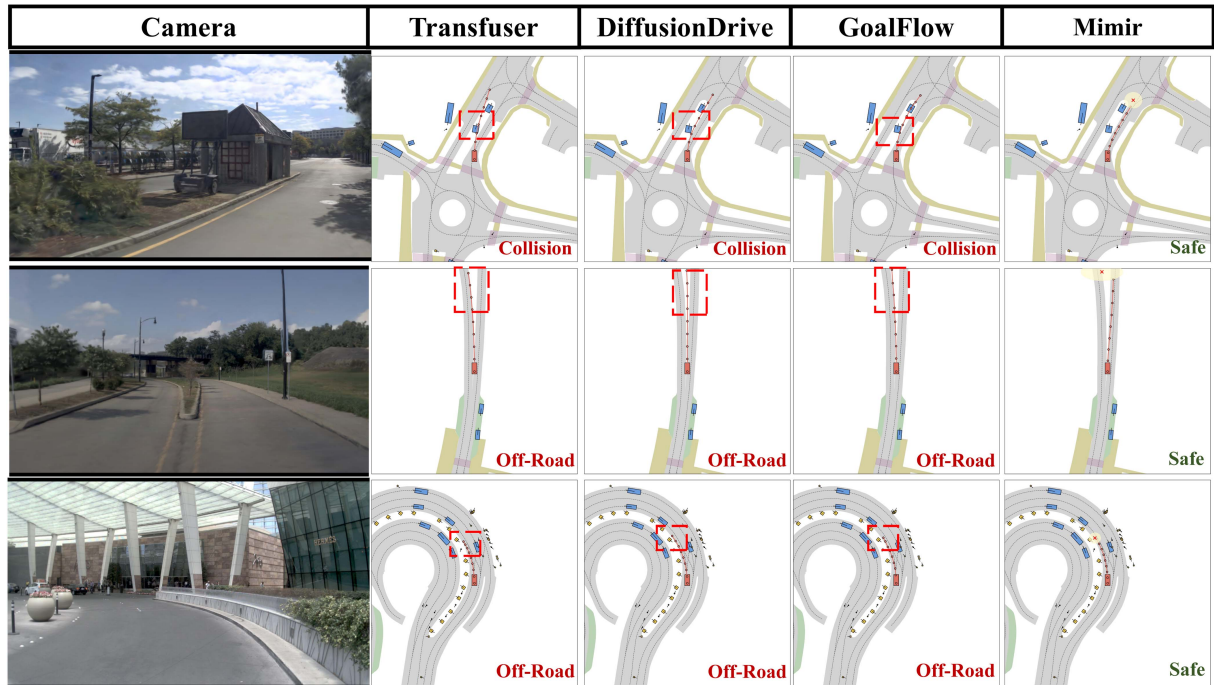 Camera
Transfuser
DiffusionDrive
GoalFlow
Mimir
Collision
Collision
Collision
Safe
Off-Road
Off-Road
Off-Road
Safe
Off-Road
Off-Road
Off-Road
Safe